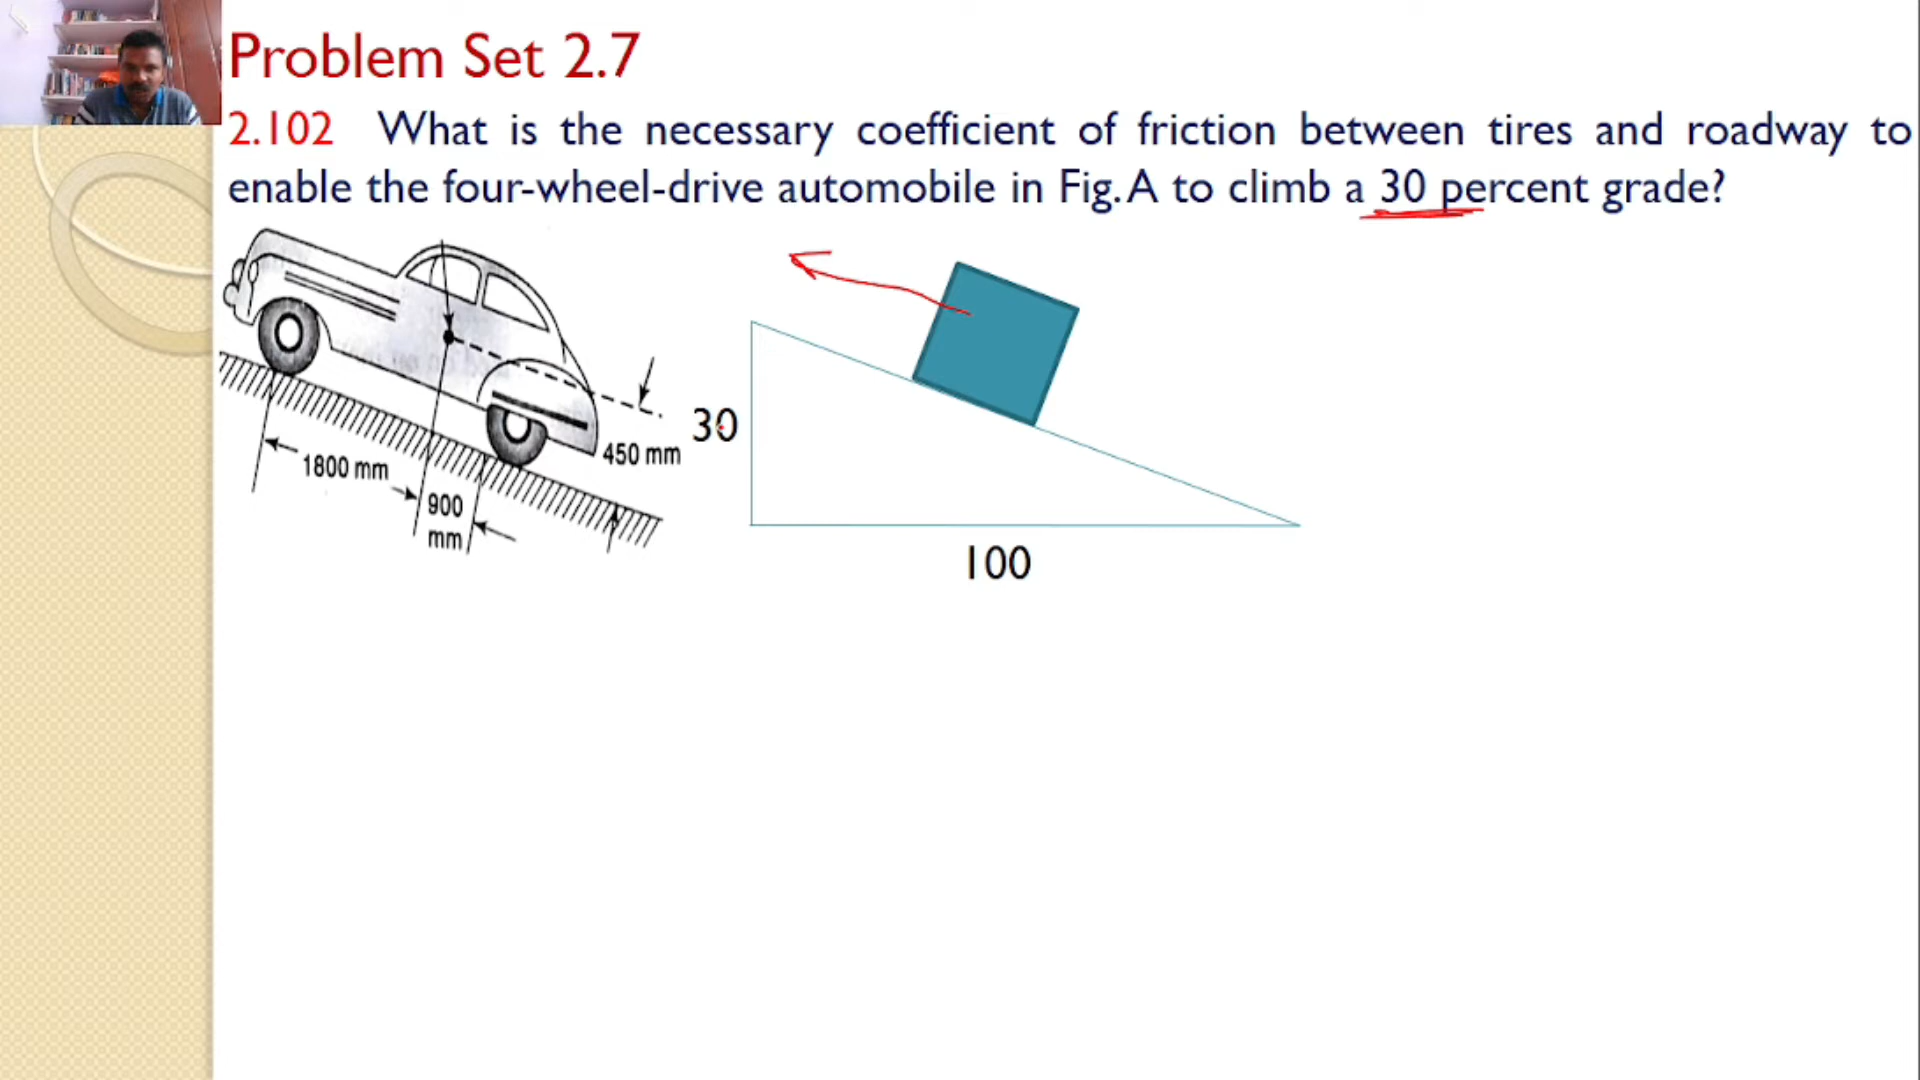 Problem Set 2.7
2.102 What is the necessary coefficient of friction between tires and roadway to
enable the four-wheel-drive automobile in Fig. A to climb a 30 percent grade?
30
450 mm
1800 mm
900
mm
100